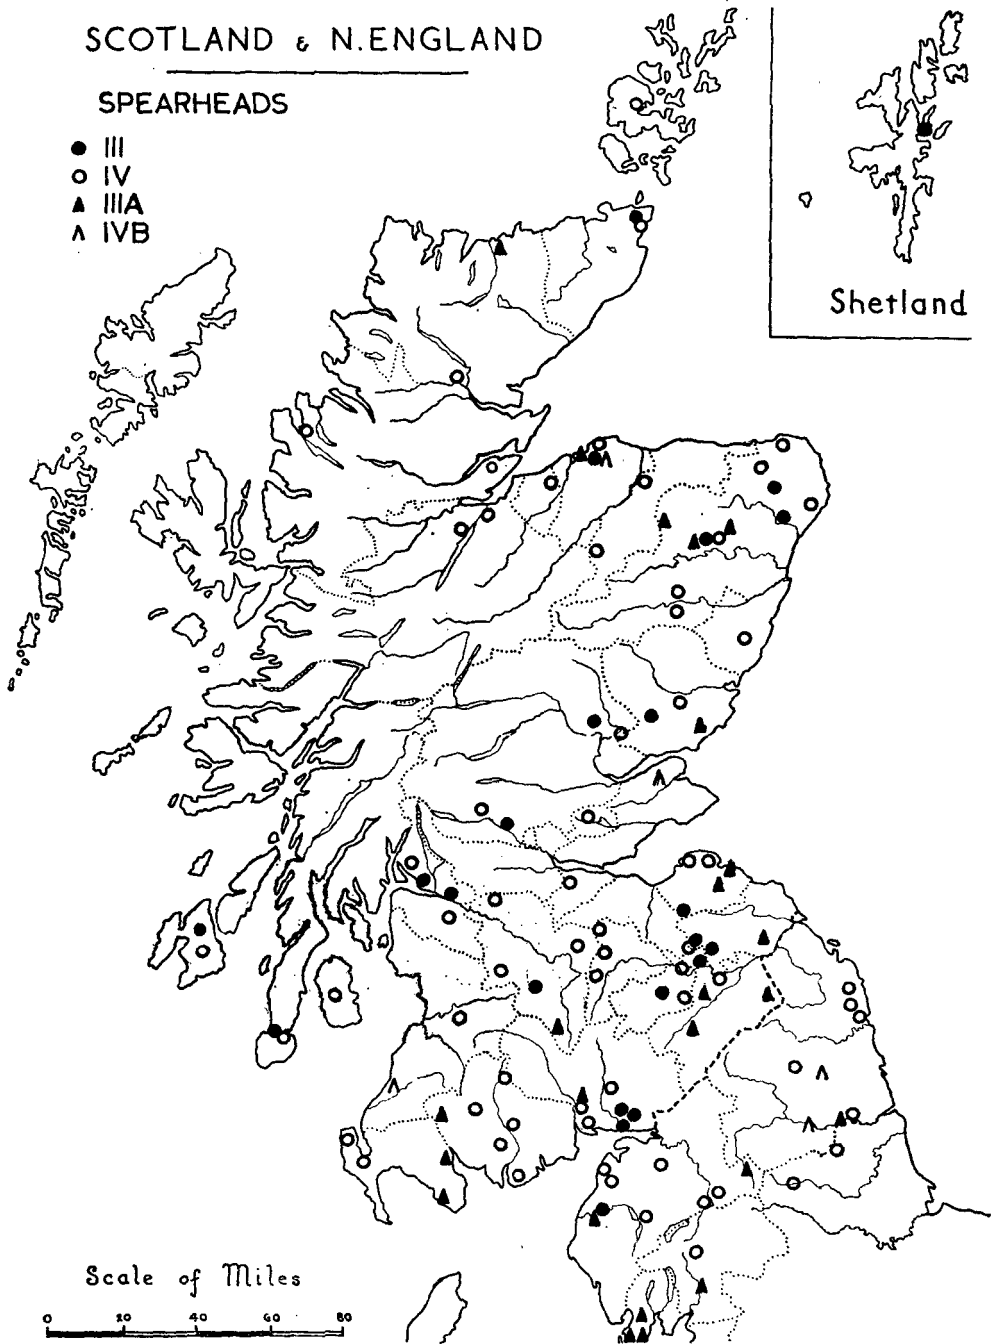 SCOTLAND & N. ENGLAND
SPEARHEADS
III
IV
IIIA
IVB
Shetland
Scale of Miles
0 20 40 60 80